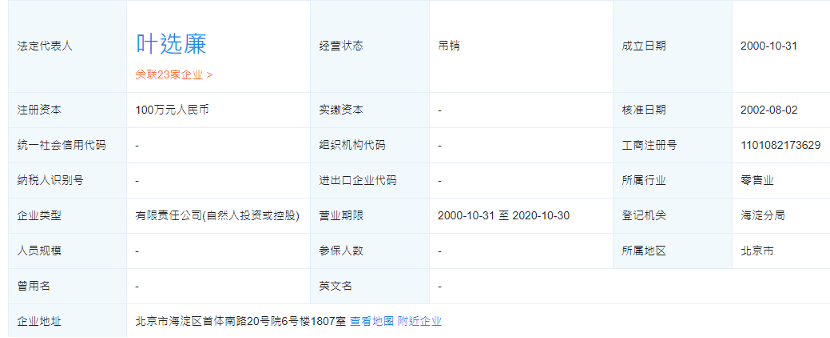 法定代表人 叶选廉 经营状态 吊销 成立日期 2000-10-31
关联23家企业 >
注册资本 100万元人民币 实缴资本 - 核准日期 2002-08-02
统一社会信用代码 - 组织机构代码 - 工商注册号 1101082173629
纳税人识别号 - 进出口企业代码 - 所属行业 零售业
企业类型 有限责任公司(自然人投资或控股) 营业期限 2000-10-31 至 2020-10-30 登记机关 海淀分局
人员规模 - 参保人数 - 所属地区 北京市
曾用名 - 英文名 -
企业地址 北京市海淀区首体南路20号院6号楼1807室 查看地图 附近企业